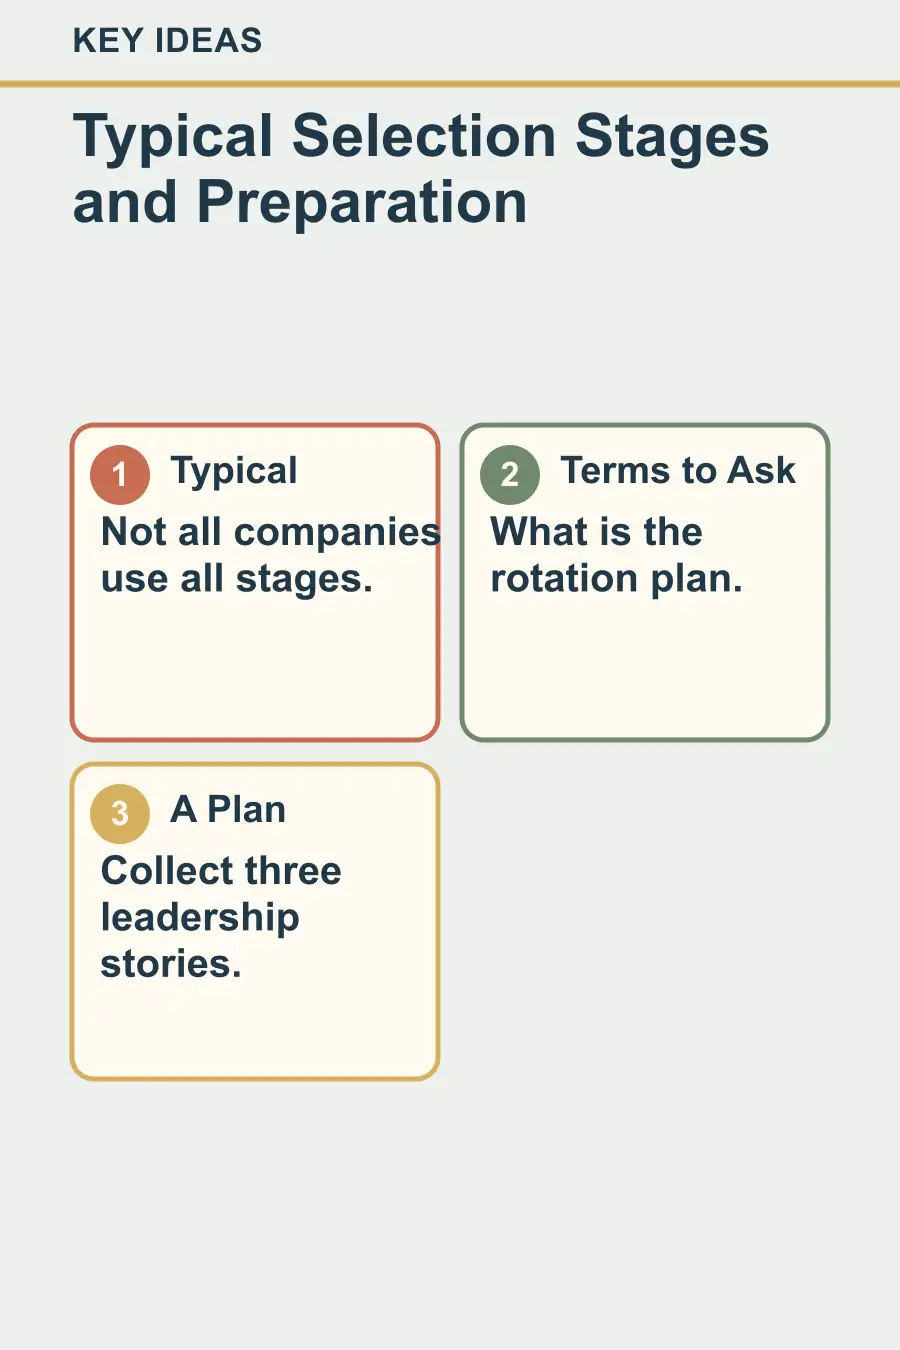 KEY IDEAS
Typical Selection Stages
and Preparation
1
Typical
Not all companies
use all stages.
2
Terms to Ask
What is the
rotation plan.
3
A Plan
Collect three
leadership
stories.